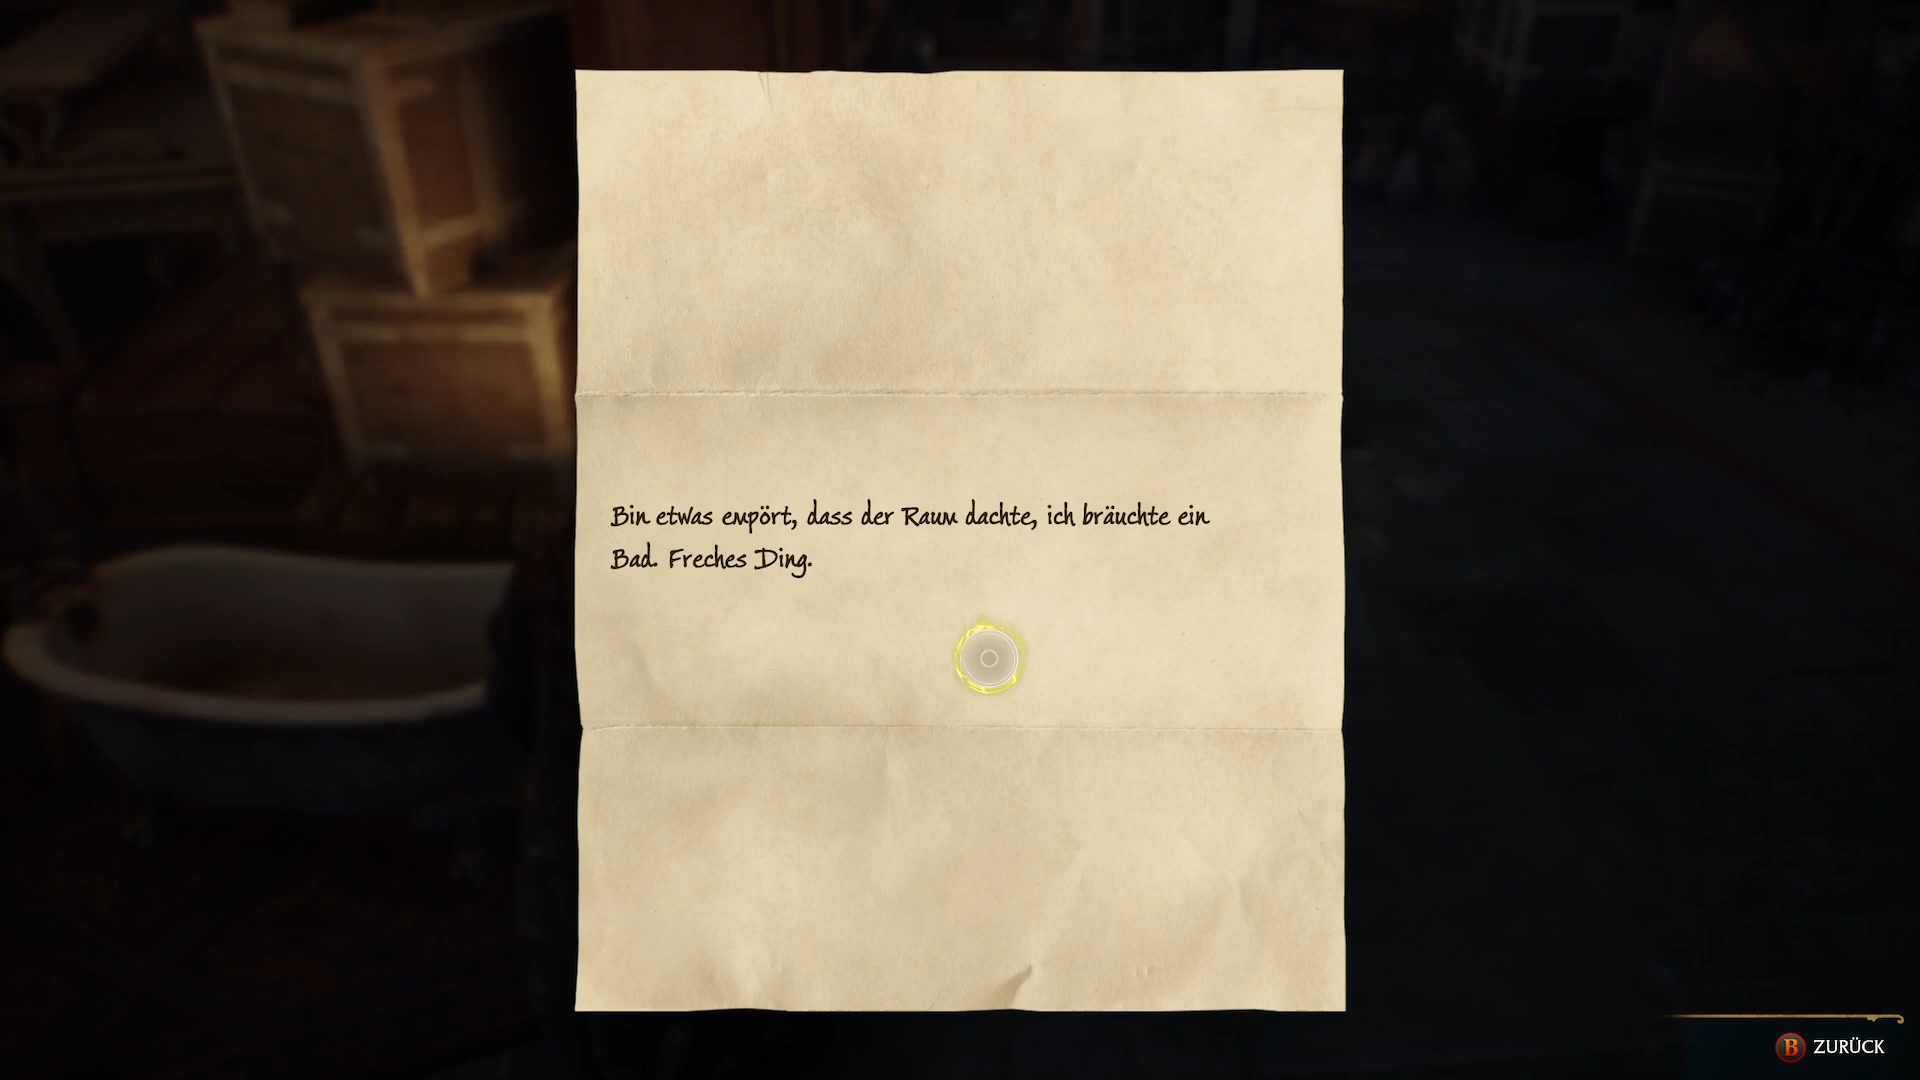 Bin etwas empört, dass der Raum dachte, ich bräuchte ein
Bad. Freches Ding.
B ZURÜCK